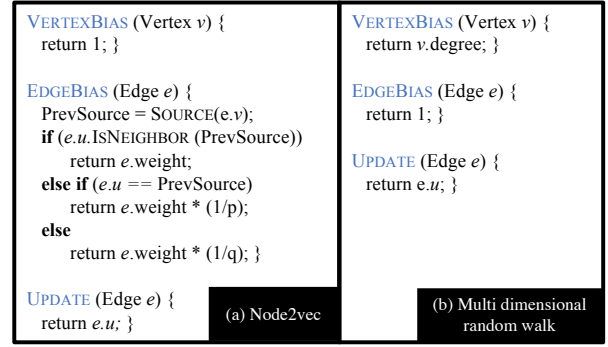 VERTEXBIAS (Vertex v) {
return 1; }
EDGEBIAS (Edge e) {
PrevSource = SOURCE(e.v);
if (e.u.ISNEIGHBOR (PrevSource))
return e.weight;
else if (e.u == PrevSource)
return e.weight * (1/p);
else
return e.weight * (1/q); }
UPDATE (Edge e) {
return e.u; }
(a) Node2vec
VERTEXBIAS (Vertex v) {
return v.degree; }
EDGEBIAS (Edge e) {
return 1; }
UPDATE (Edge e) {
return e.u; }
(b) Multi dimensional
random walk